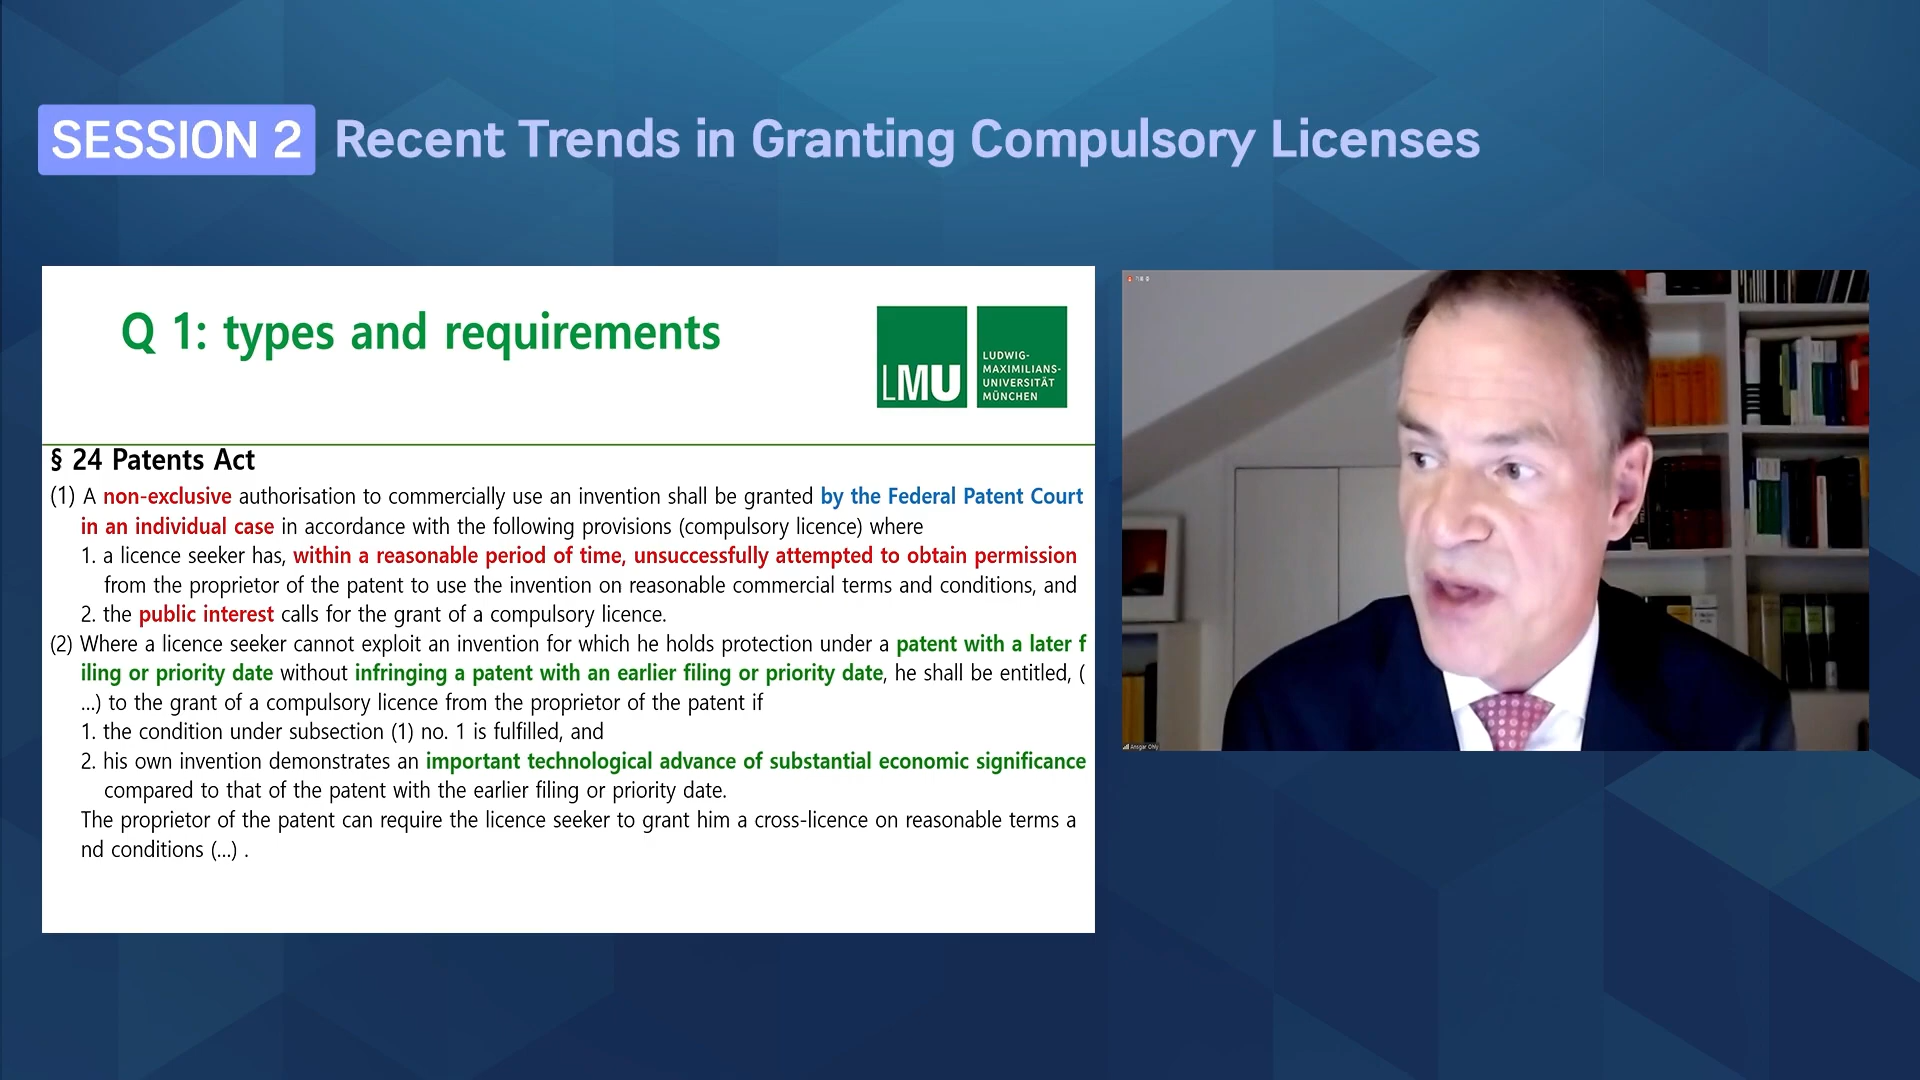 SESSION 2 Recent Trends in Granting Compulsory Licenses
Q 1: types and requirements
LMU
LUDWIG-
MAXIMILIANS-
UNIVERSITÄT
MÜNCHEN
§ 24 Patents Act
(1) A non-exclusive authorisation to commercially use an invention shall be granted by the Federal Patent Court
in an individual case in accordance with the following provisions (compulsory licence) where
1. a licence seeker has, within a reasonable period of time, unsuccessfully attempted to obtain permission
from the proprietor of the patent to use the invention on reasonable commercial terms and conditions, and
2. the public interest calls for the grant of a compulsory licence.
(2) Where a licence seeker cannot exploit an invention for which he holds protection under a patent with a later f
iling or priority date without infringing a patent with an earlier filing or priority date, he shall be entitled, (
...) to the grant of a compulsory licence from the proprietor of the patent if
1. the condition under subsection (1) no. 1 is fulfilled, and
2. his own invention demonstrates an important technological advance of substantial economic significance
compared to that of the patent with the earlier filing or priority date.
The proprietor of the patent can require the licence seeker to grant him a cross-licence on reasonable terms a
nd conditions (...) .
Ansgar Ohly